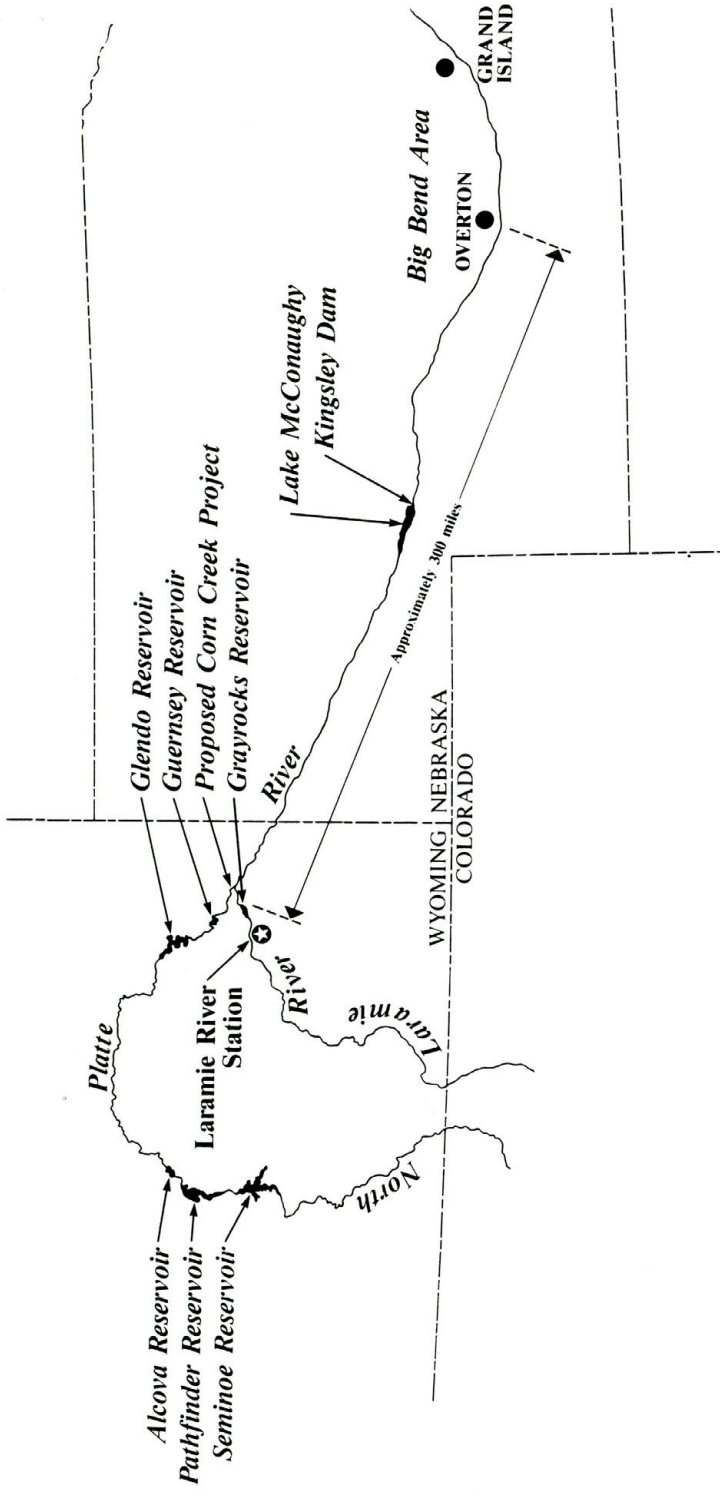 Alcova Reservoir
Pathfinder Reservoir
Seminoe Reservoir
North
Platte
River
Laramie River
Station
Laramie
River
Glendo Reservoir
Guernsey Reservoir
Proposed Corn Creek Project
Grayrocks Reservoir
Lake McConaughy
Kingsley Dam
Big Bend Area
OVERTON
GRAND
ISLAND
Approximately 300 miles
WYOMING NEBRASKA
COLORADO